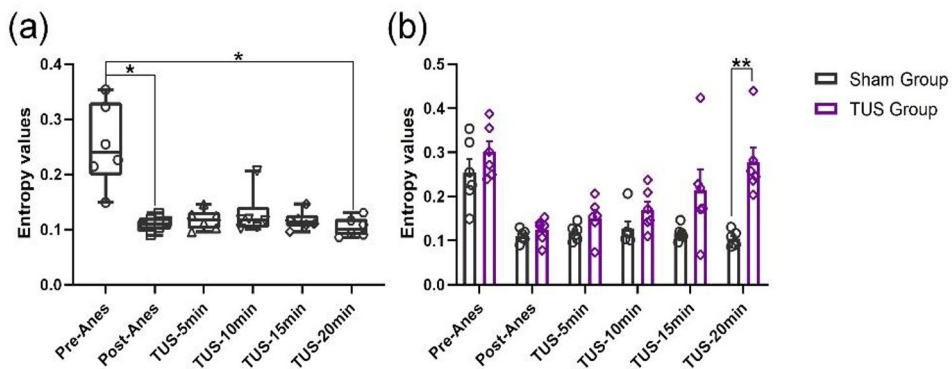 (a)
Entropy values
0.4
0.3
0.2
0.1
0.0
*
*
Pre-Anes
Post-Anes
TUS-5min
TUS-10min
TUS-15min
TUS-20min
(b)
Entropy values
0.5
0.4
0.3
0.2
0.1
0.0
**
Pre-Anes
Post-Anes
TUS-5min
TUS-10min
TUS-15min
TUS-20min
Sham Group
TUS Group